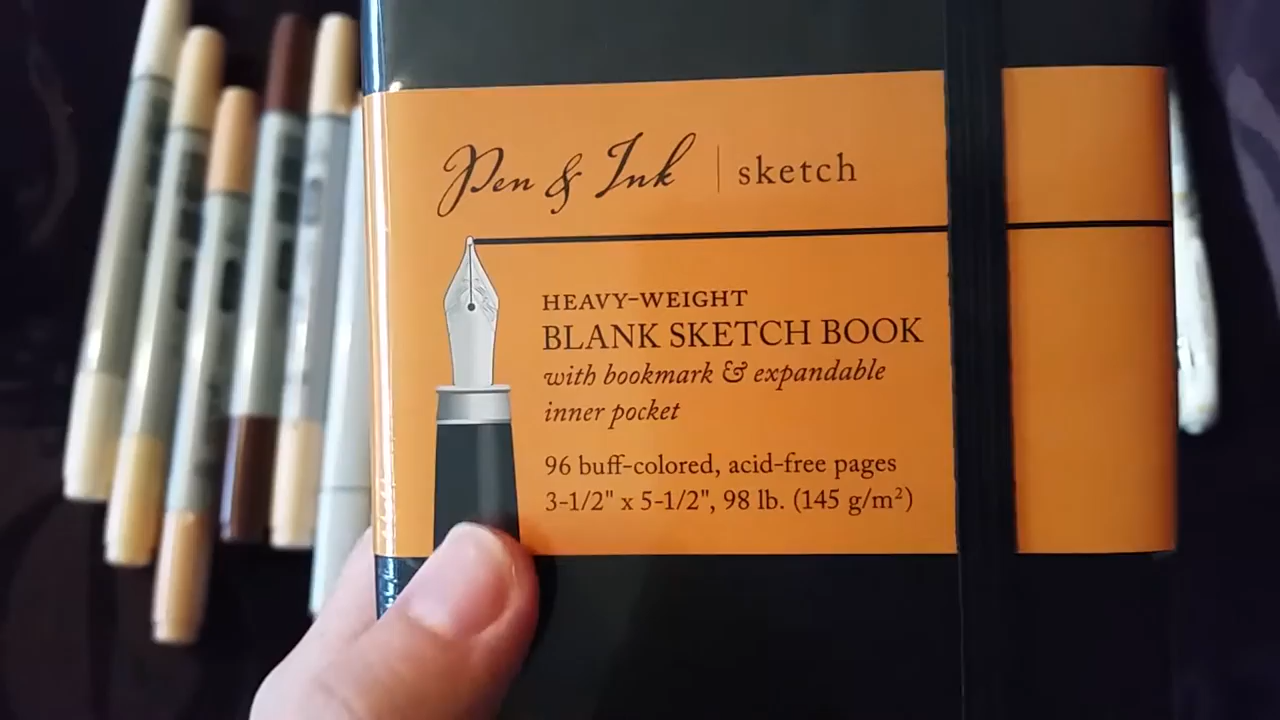 Pen & Ink | sketch
HEAVY-WEIGHT
BLANK SKETCH BOOK
with bookmark & expandable
inner pocket
96 buff-colored, acid-free pages
3-1/2" x 5-1/2", 98 lb. (145 g/m²)